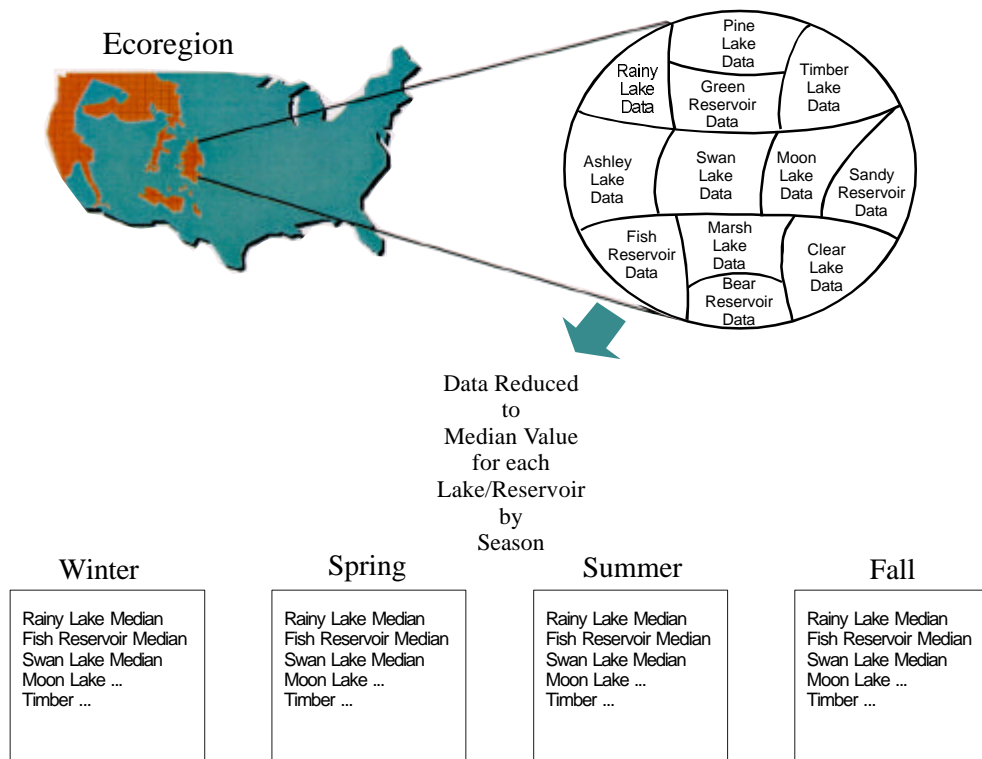 Ecoregion
Pine
Lake
Data
Rainy
Lake
Data
Green
Reservoir
Data
Timber
Lake
Data
Ashley
Lake
Data
Swan
Lake
Data
Moon
Lake
Data
Sandy
Reservoir
Data
Fish
Reservoir
Data
Marsh
Lake
Data
Clear
Lake
Data
Bear
Reservoir
Data
Data Reduced
to
Median Value
for each
Lake/Reservoir
by
Season
Winter
Rainy Lake Median
Fish Reservoir Median
Swan Lake Median
Moon Lake ...
Timber ...
Spring
Rainy Lake Median
Fish Reservoir Median
Swan Lake Median
Moon Lake ...
Timber ...
Summer
Rainy Lake Median
Fish Reservoir Median
Swan Lake Median
Moon Lake ...
Timber ...
Fall
Rainy Lake Median
Fish Reservoir Median
Swan Lake Median
Moon Lake ...
Timber ...